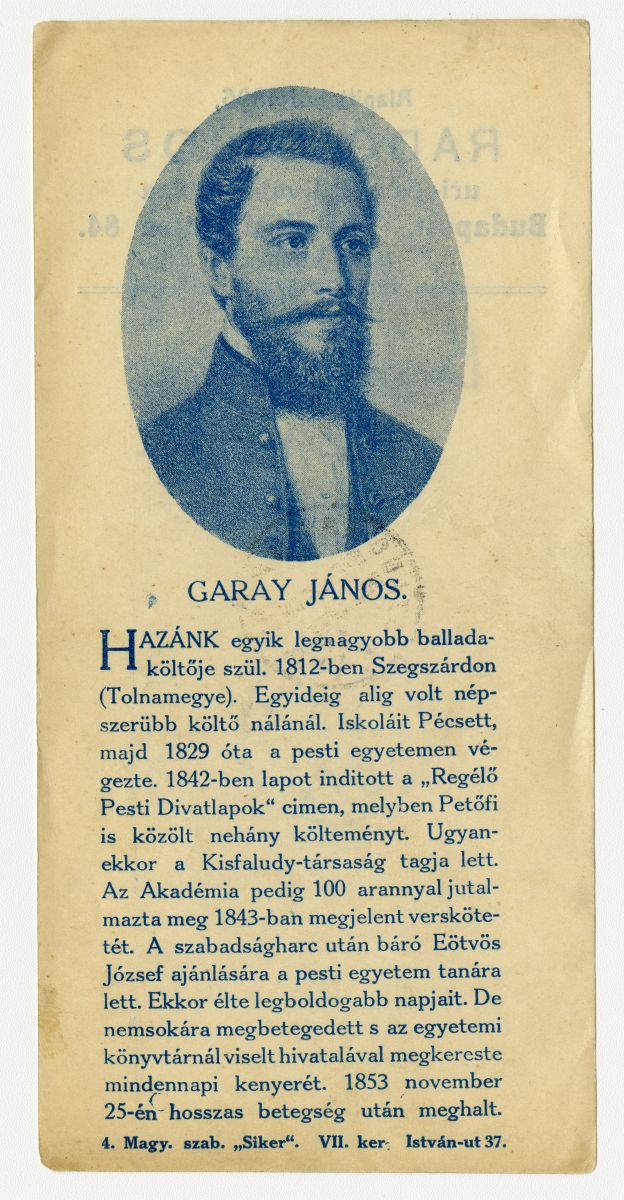 GARAY JÁNOS.
HAZÁNK egyik legnagyobb ballada-
költője szül. 1812-ben Szegszárdon
(Tolnamegye). Egyideig alig volt nép-
szerübb költő nálánál. Iskoláit Pécsett,
majd 1829 óta a pesti egyetemen vé-
gezte. 1842-ben lapot inditott a „Regélő
Pesti Divatlapok“ cimen, melyben Petőfi
is közölt nehány költeményt. Ugyan-
ekkor a Kisfaludy-társaság tagja lett.
Az Akadémia pedig 100 arannyal jutal-
mazta meg 1843-ban megjelent versköte-
tét. A szabadságharc után báró Eötvös
József ajánlására a pesti egyetem tanára
lett. Ekkor élte legboldogabb napjait. De
nemsokára megbetegedett s az egyetemi
könyvtárnál viselt hivatalával megkereste
mindennapi kenyerét. 1853 november
25-én hosszas betegség után meghalt.
4. Magy. szab. „Siker“. VII. ker. István-ut 37.